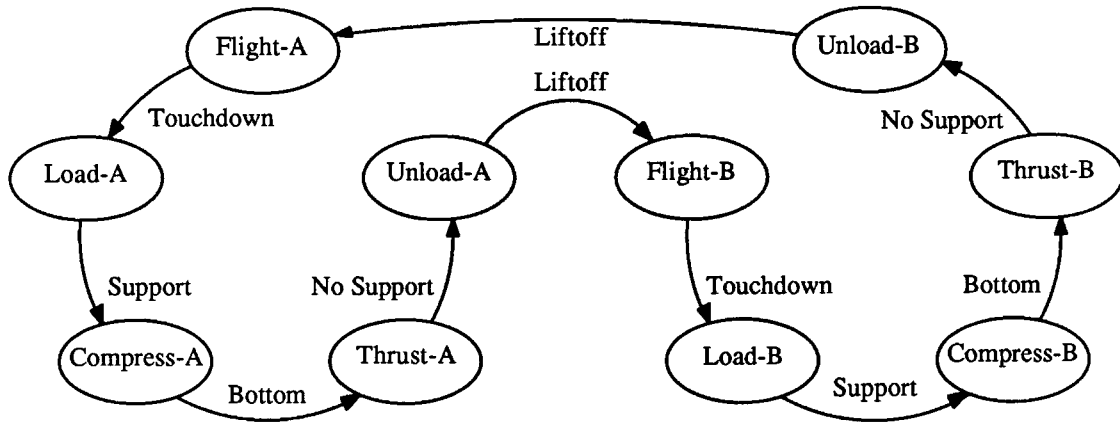 Flight-A
Liftoff
Unload-B
Liftoff
Touchdown
No Support
Load-A
Unload-A
Flight-B
Thrust-B
Support
No Support
Touchdown
Bottom
Compress-A
Thrust-A
Load-B
Compress-B
Bottom
Support